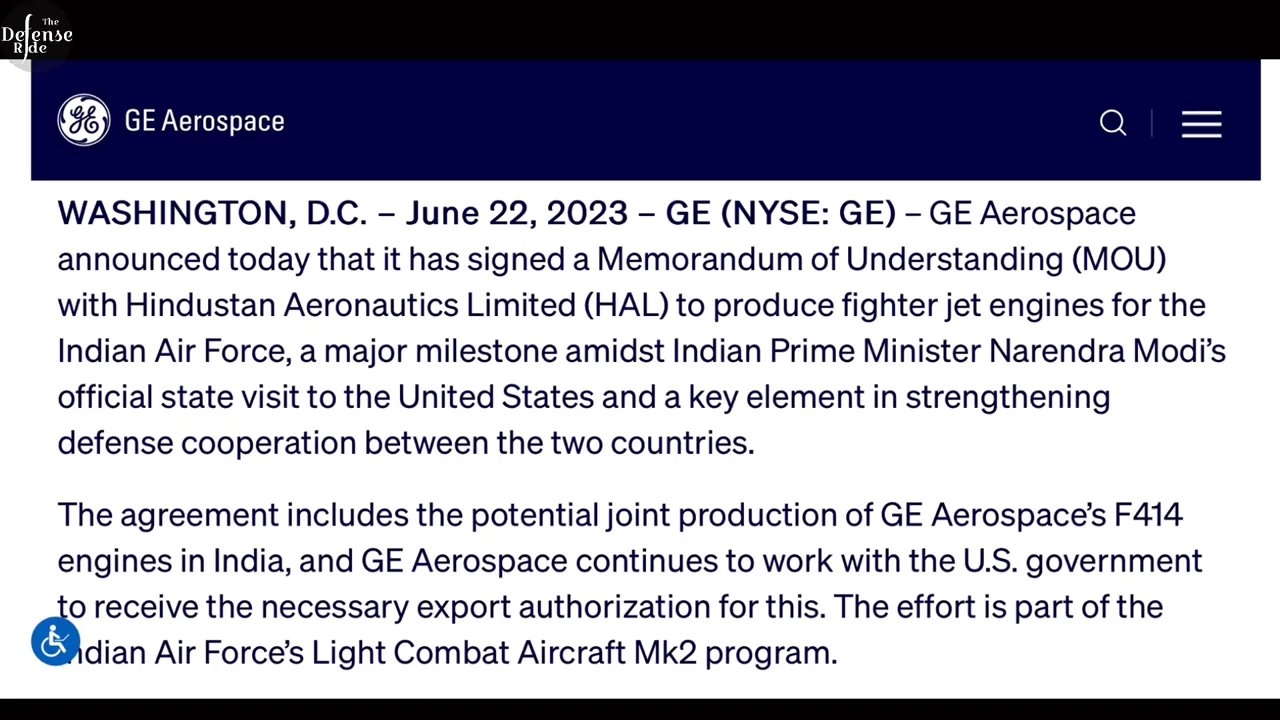 The
Defense
Ride
GE Aerospace
WASHINGTON, D.C. – June 22, 2023 – GE (NYSE: GE) – GE Aerospace
announced today that it has signed a Memorandum of Understanding (MOU)
with Hindustan Aeronautics Limited (HAL) to produce fighter jet engines for the
Indian Air Force, a major milestone amidst Indian Prime Minister Narendra Modi’s
official state visit to the United States and a key element in strengthening
defense cooperation between the two countries.
The agreement includes the potential joint production of GE Aerospace’s F414
engines in India, and GE Aerospace continues to work with the U.S. government
to receive the necessary export authorization for this. The effort is part of the
Indian Air Force’s Light Combat Aircraft Mk2 program.